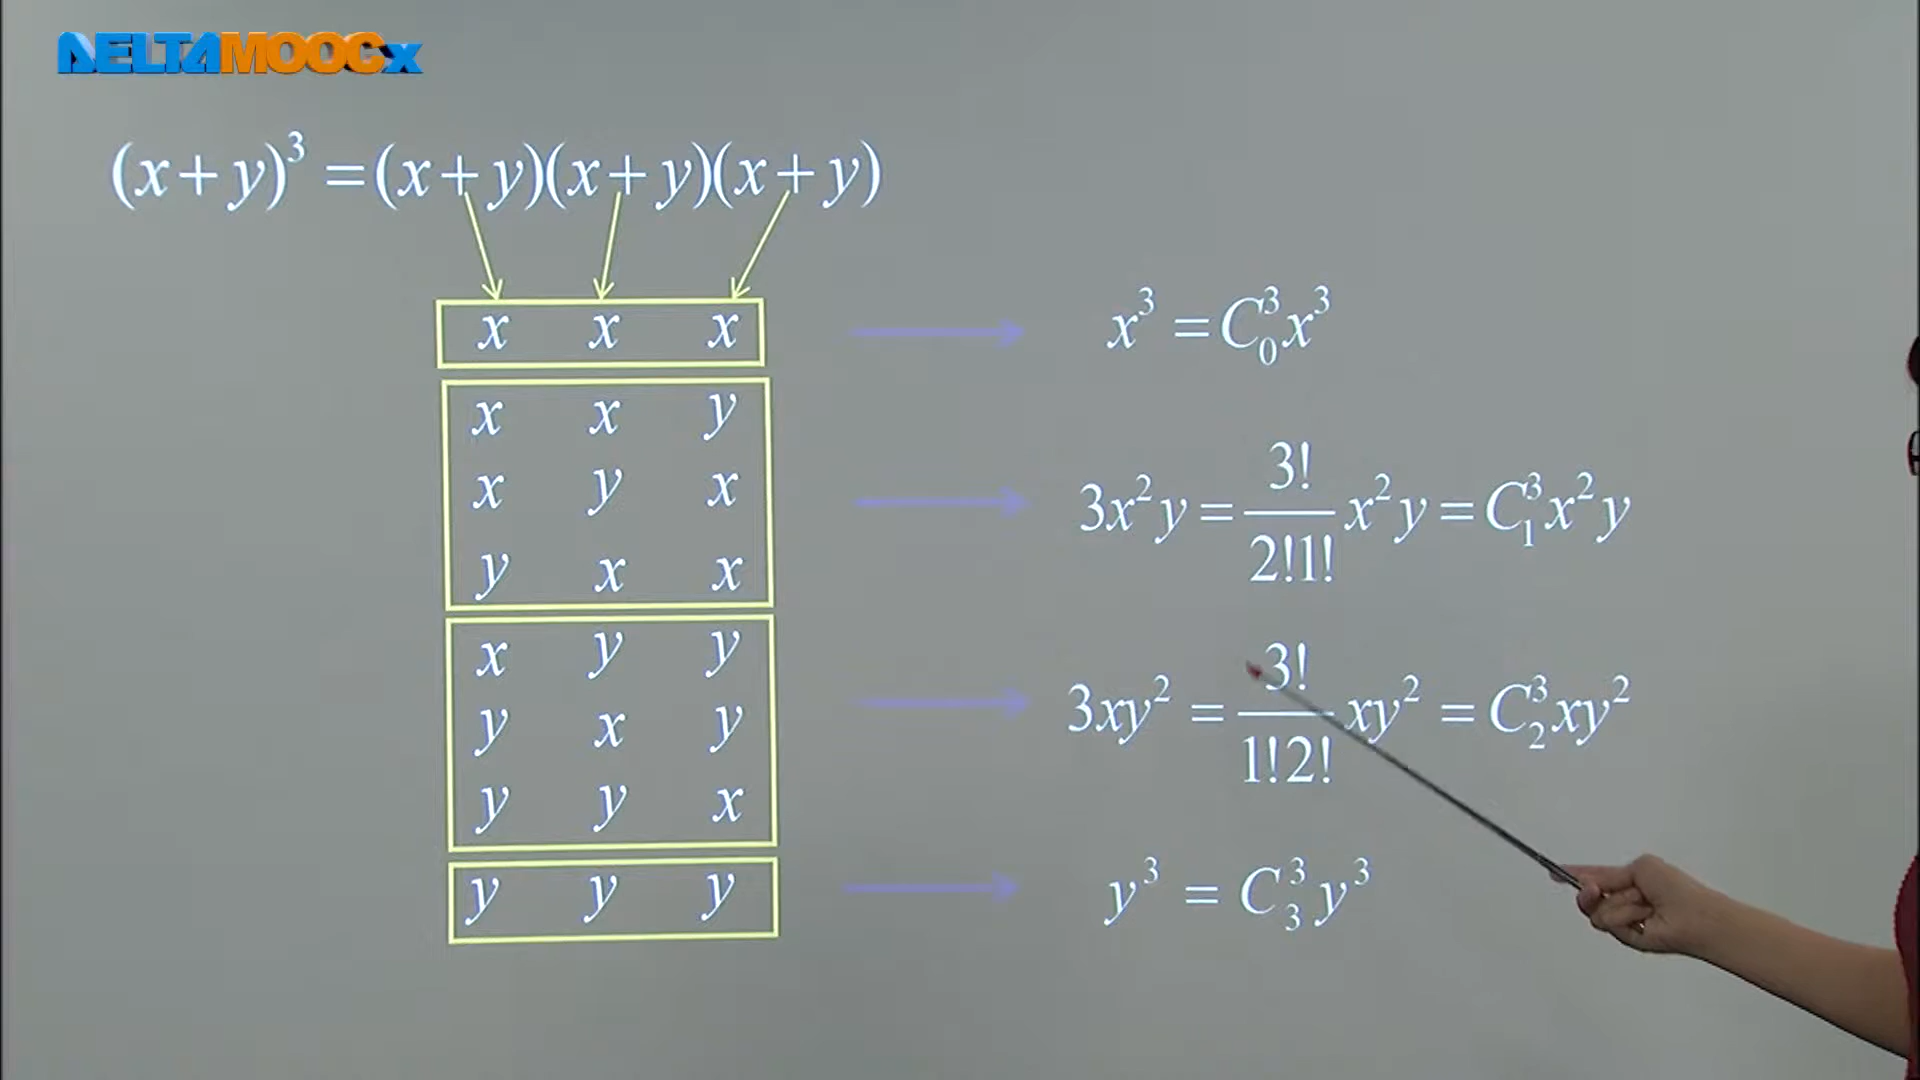 DELTAMOOCx
(x+y)³ = (x+y)(x+y)(x+y)
x x x → x³ = C₀³x³
x x y
x y x → 3x²y = 3!/2!1! x²y = C₁³x²y
y x x
x y y
y x y → 3xy² = 3!/1!2! xy² = C₂³xy²
y y x
y y y → y³ = C₃³y³